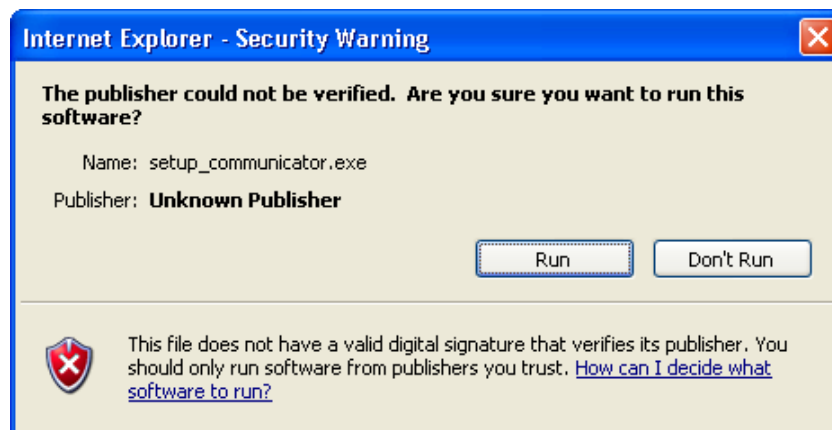 Internet Explorer - Security Warning
The publisher could not be verified.  Are you sure you want to run this
software?
Name: setup_communicator.exe
Publisher: Unknown Publisher
Run
Don't Run
This file does not have a valid digital signature that verifies its publisher. You
should only run software from publishers you trust. How can I decide what
software to run?